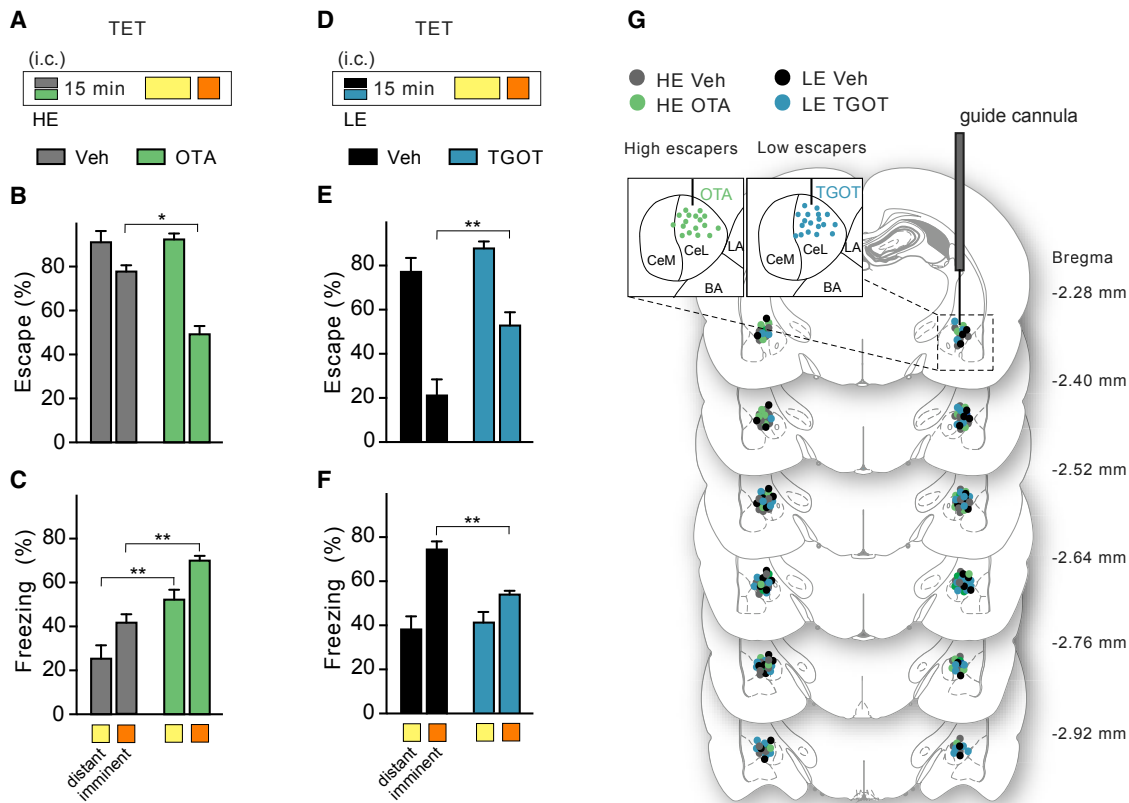 A
TET
(i.c.)
15 min
HE
Veh
OTA
B
Escape (%)
80
60
40
20
0
*
C
Freezing (%)
80
60
40
20
0
**
**
distant
imminent
D
TET
(i.c.)
15 min
LE
Veh
TGOT
E
Escape (%)
80
60
40
20
0
**
F
Freezing (%)
80
60
40
20
0
**
distant
imminent
G
HE Veh
LE Veh
HE OTA
LE TGOT
guide cannula
High escapers
Low escapers
OTA
CeM
CeL
LA
BA
TGOT
CeM
CeL
LA
BA
Bregma
-2.28 mm
-2.40 mm
-2.52 mm
-2.64 mm
-2.76 mm
-2.92 mm